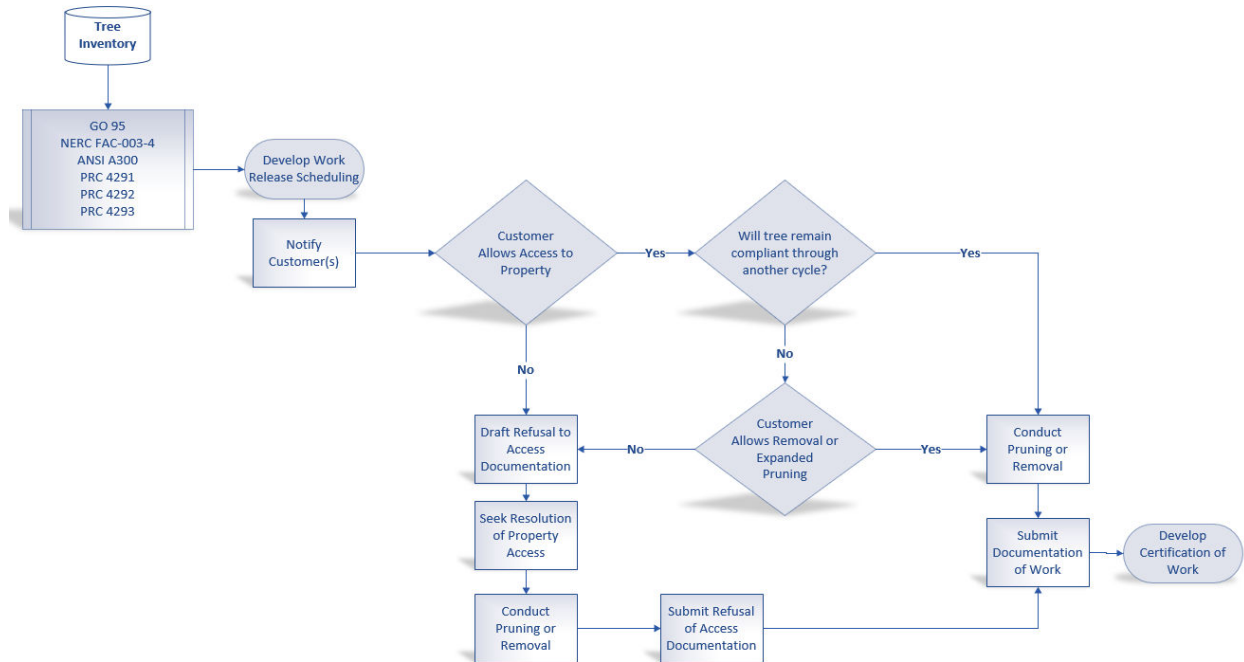 Tree
Inventory
GO 95
NERC FAC-003-4
ANSI A300
PRC 4291
PRC 4292
PRC 4293
Develop Work
Release Scheduling
Notify
Customer(s)
Customer
Allows Access to
Property
Yes
Will tree remain
compliant through
another cycle?
Yes
No
No
Draft Refusal to
Access
Documentation
No
Customer
Allows Removal or
Expanded
Pruning
Yes
Conduct
Pruning or
Removal
Seek Resolution
of Property
Access
Submit
Documentation
of Work
Develop
Certification of
Work
Conduct
Pruning or
Removal
Submit Refusal
of Access
Documentation